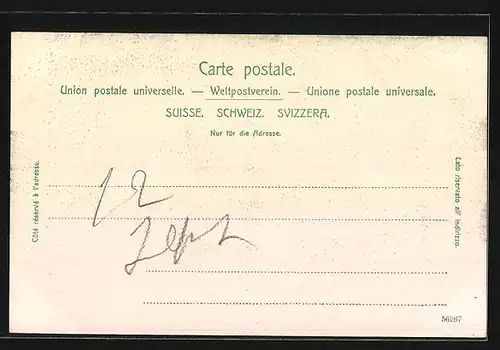 Carte postale.
Union postale universelle. — Weltpostverein. — Unione postale universale.
SUISSE. SCHWEIZ. SVIZZERA.
Nur für die Adresse.
Côté réservé à l'adresse.
Lato riservato all' indirizzo.
12
56267